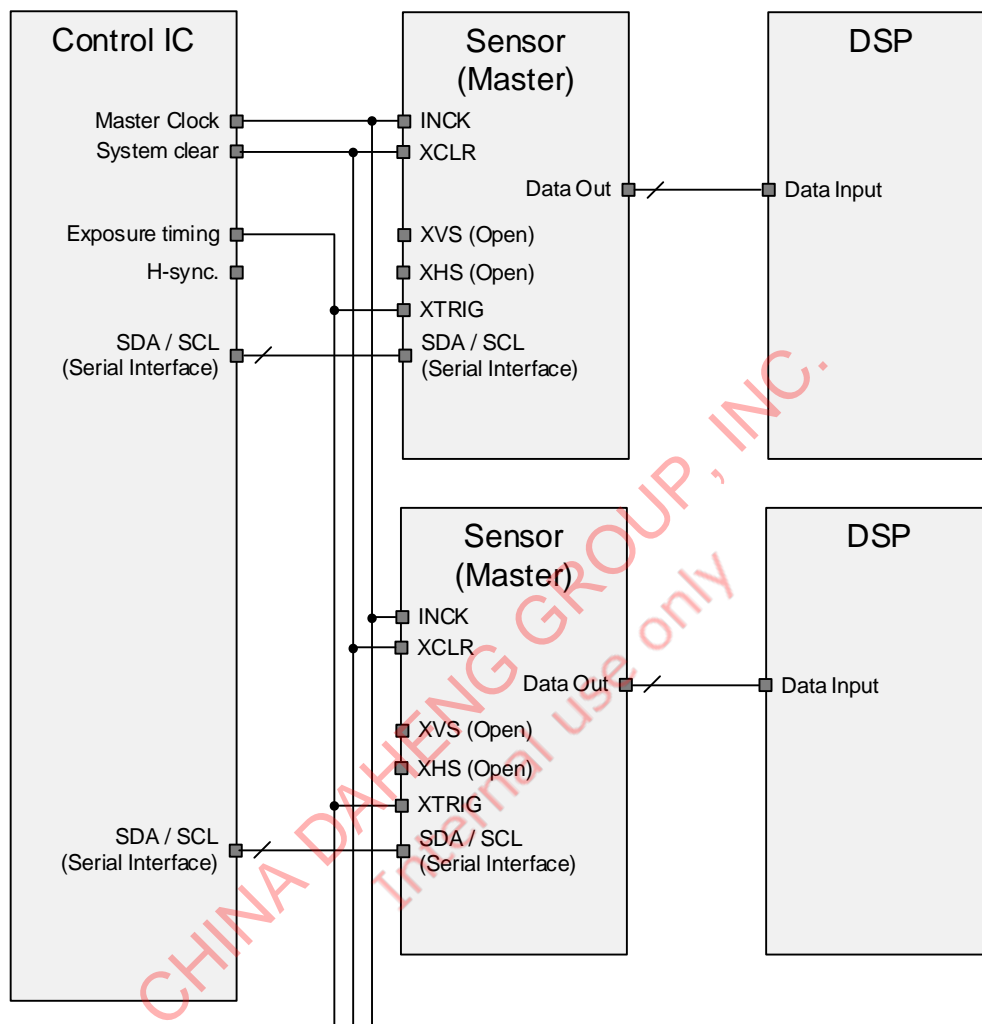 Control IC
Master Clock
System clear
Exposure timing
H-sync.
SDA / SCL
(Serial Interface)
SDA / SCL
(Serial Interface)
Sensor
(Master)
INCK
XCLR
Data Out
XVS (Open)
XHS (Open)
XTRIG
SDA / SCL
(Serial Interface)
DSP
Data Input
Sensor
(Master)
INCK
XCLR
Data Out
XVS (Open)
XHS (Open)
XTRIG
SDA / SCL
(Serial Interface)
DSP
Data Input
CHINA DAHENG GROUP, INC.
Internal use only